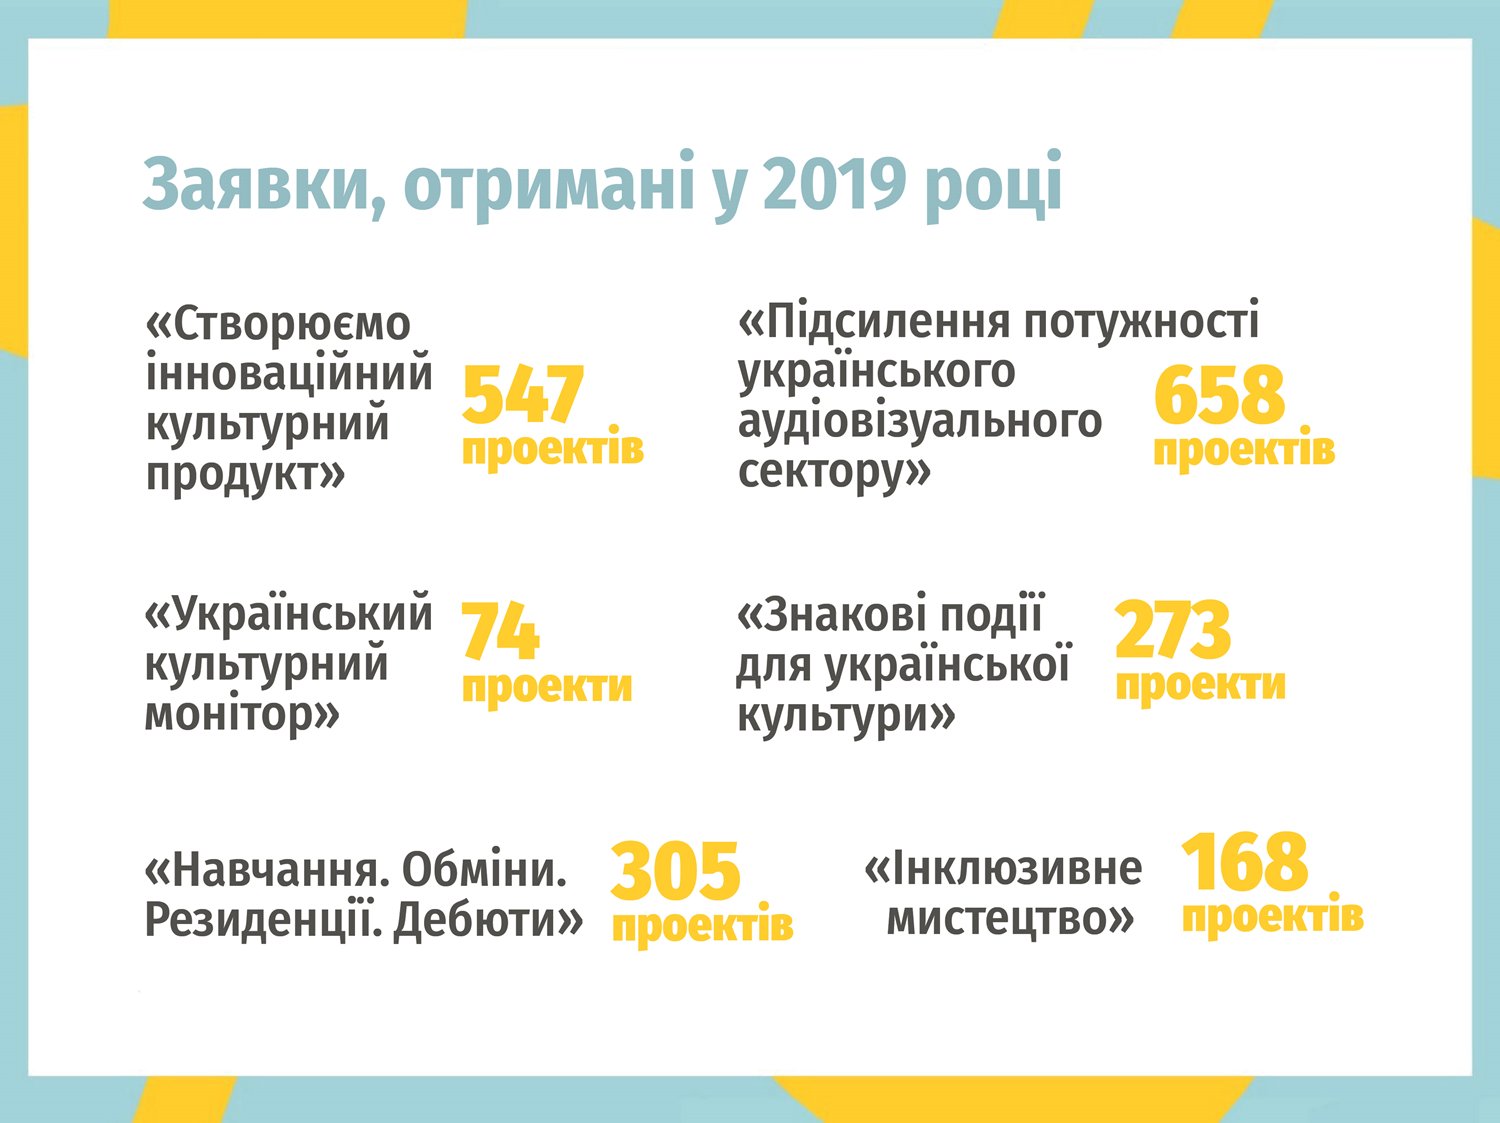 Заявки, отримані у 2019 році
«Створюємо
інноваційний
культурний
продукт»
547
проектів
«Підсилення потужності
українського
аудіовізуального
сектору»
658
проектів
«Український
культурний
монітор»
74
проекти
«Знакові події
для української
культури»
273
проекти
«Навчання. Обміни.
Резиденції. Дебюти»
305
проектів
«Інклюзивне
мистецтво»
168
проектів